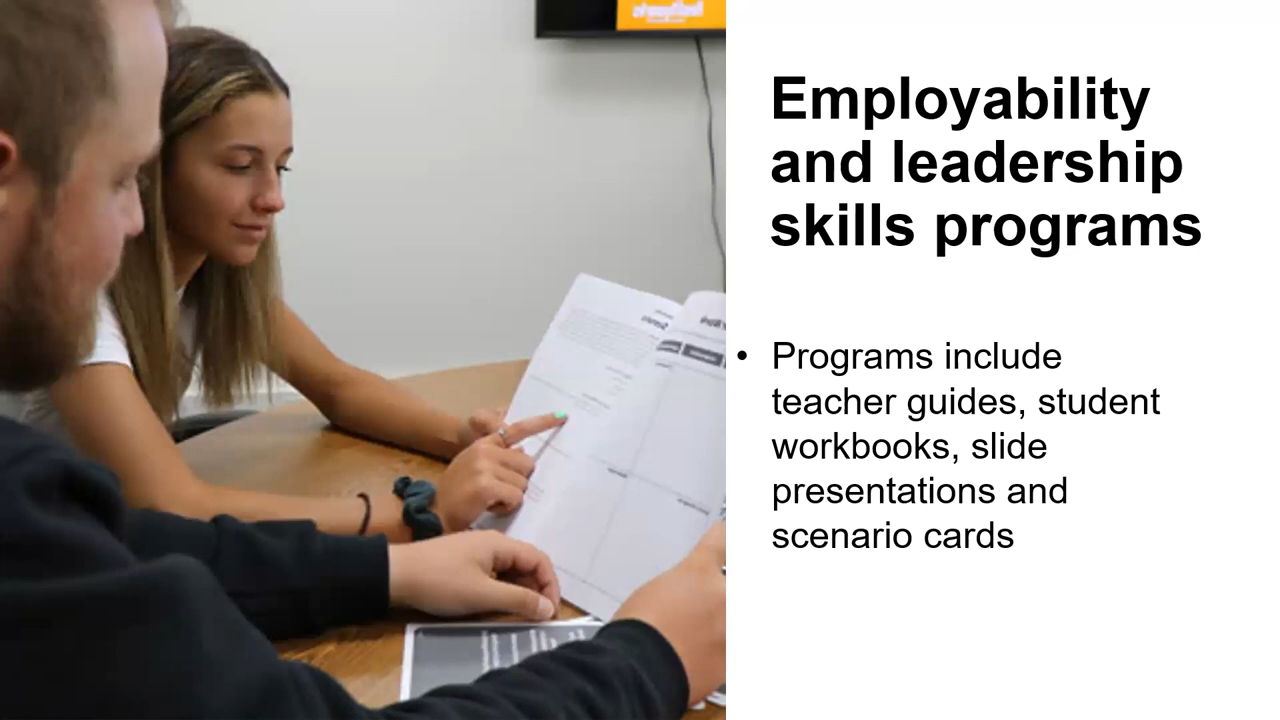 Employability
and leadership
skills programs
• Programs include
teacher guides, student
workbooks, slide
presentations and
scenario cards